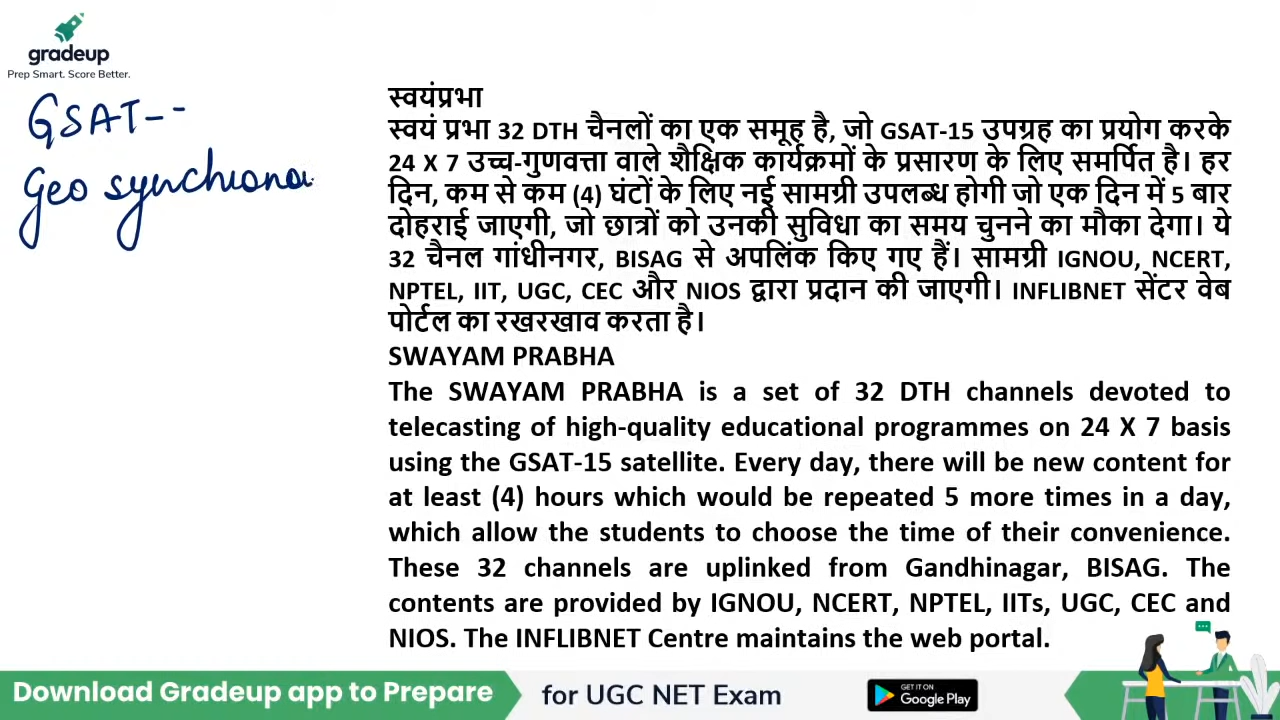 gradeup
Prep Smart. Score Better.
GSAT--
Geo synchrono
स्वयंप्रभा
स्वयं प्रभा 32 DTH चैनलों का एक समूह है, जो GSAT-15 उपग्रह का प्रयोग करके
24 X 7 उच्च-गुणवत्ता वाले शैक्षिक कार्यक्रमों के प्रसारण के लिए समर्पित है। हर
दिन, कम से कम (4) घंटों के लिए नई सामग्री उपलब्ध होगी जो एक दिन में 5 बार
दोहराई जाएगी, जो छात्रों को उनकी सुविधा का समय चुनने का मौका देगा। ये
32 चैनल गांधीनगर, BISAG से अपलिंक किए गए हैं। सामग्री IGNOU, NCERT,
NPTEL, IIT, UGC, CEC और NIOS द्वारा प्रदान की जाएगी। INFLIBNET सेंटर वेब
पोर्टल का रखरखाव करता है।
SWAYAM PRABHA
The SWAYAM PRABHA is a set of 32 DTH channels devoted to
telecasting of high-quality educational programmes on 24 X 7 basis
using the GSAT-15 satellite. Every day, there will be new content for
at least (4) hours which would be repeated 5 more times in a day,
which allow the students to choose the time of their convenience.
These 32 channels are uplinked from Gandhinagar, BISAG. The
contents are provided by IGNOU, NCERT, NPTEL, IITs, UGC, CEC and
NIOS. The INFLIBNET Centre maintains the web portal.
Download Gradeup app to Prepare
for UGC NET Exam
GET IT ON
Google Play